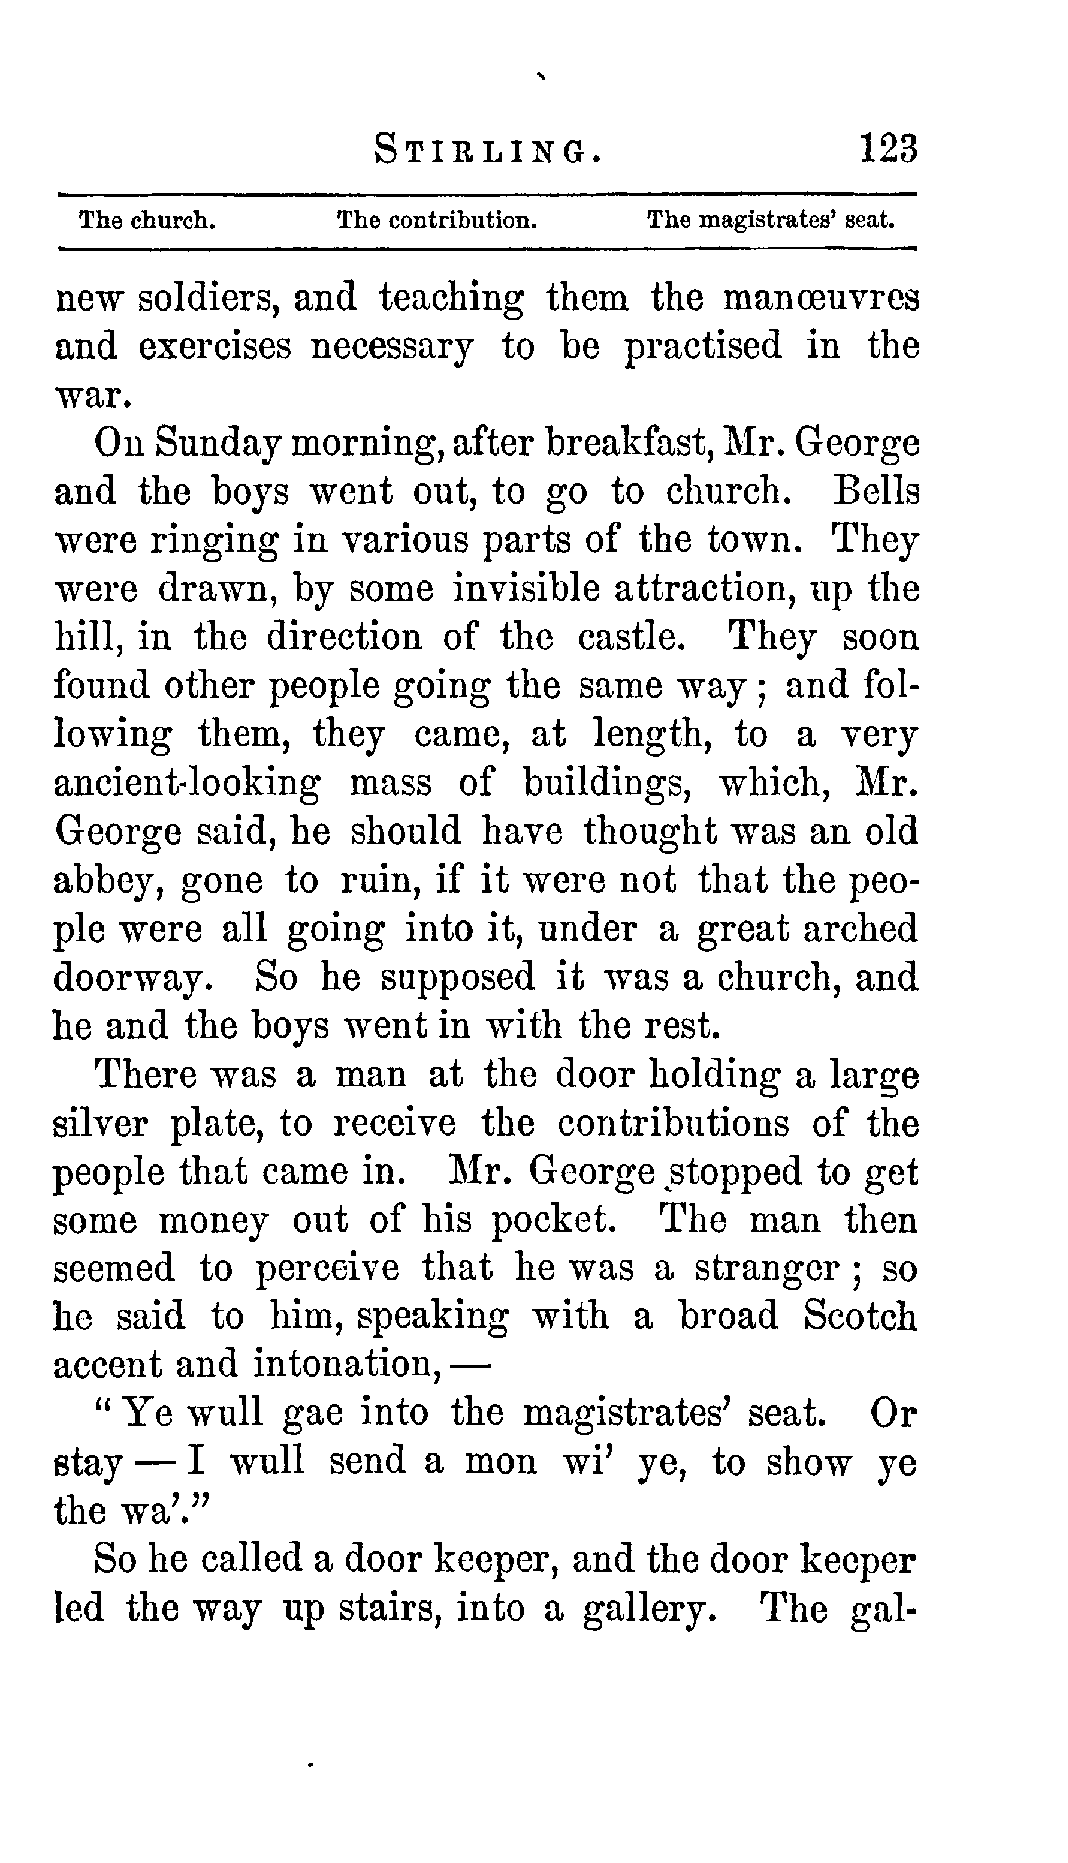 STIRLING. 123
The church. The contribution. The magistrates' seat.
new soldiers, and teaching them the manœuvres
and exercises necessary to be practised in the
war.
On Sunday morning, after breakfast, Mr. George
and the boys went out, to go to church. Bells
were ringing in various parts of the town. They
were drawn, by some invisible attraction, up the
hill, in the direction of the castle. They soon
found other people going the same way; and fol-
lowing them, they came, at length, to a very
ancient-looking mass of buildings, which, Mr.
George said, he should have thought was an old
abbey, gone to ruin, if it were not that the peo-
ple were all going into it, under a great arched
doorway. So he supposed it was a church, and
he and the boys went in with the rest.
There was a man at the door holding a large
silver plate, to receive the contributions of the
people that came in. Mr. George stopped to get
some money out of his pocket. The man then
seemed to perceive that he was a stranger; so
he said to him, speaking with a broad Scotch
accent and intonation, —
"Ye wull gae into the magistrates' seat. Or
stay — I wull send a mon wi' ye, to show ye
the wa'."
So he called a door keeper, and the door keeper
led the way up stairs, into a gallery. The gal-